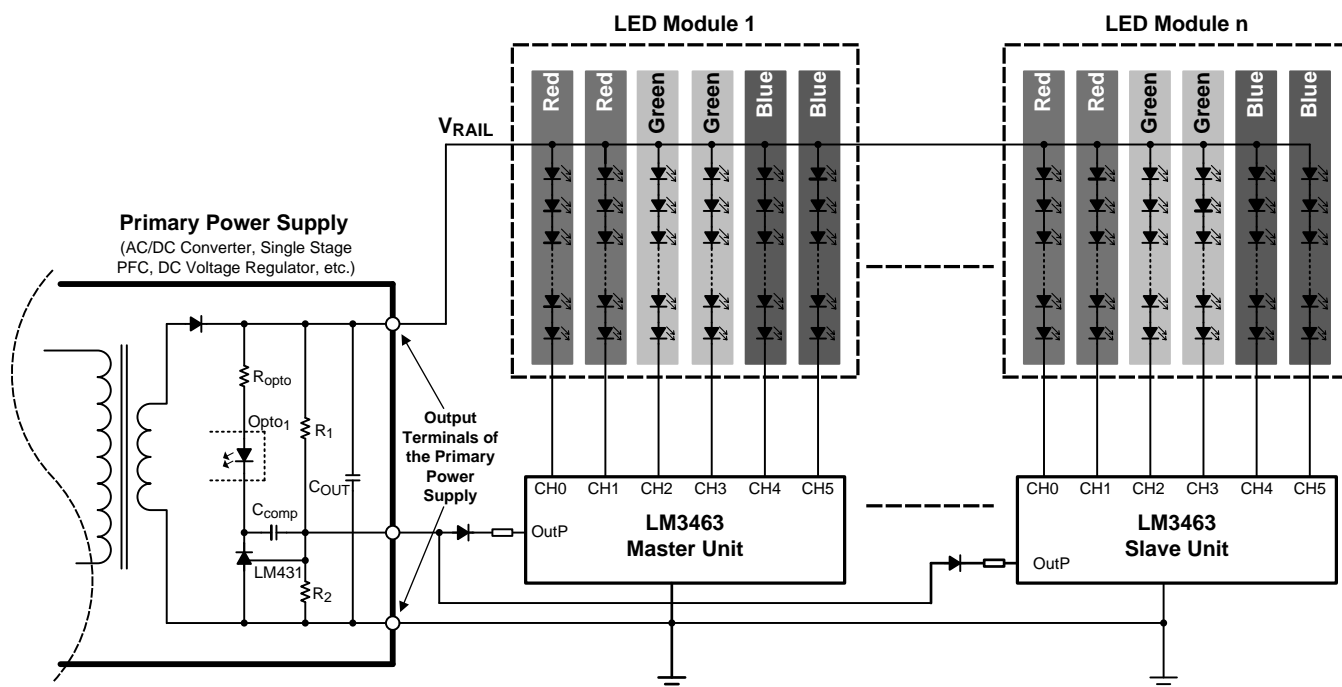 LED Module 1
LED Module n
Red
Red
Green
Green
Blue
Blue
Red
Red
Green
Green
Blue
Blue
VRAIL
Primary Power Supply
(AC/DC Converter, Single Stage
PFC, DC Voltage Regulator, etc.)
Ropto
Opto1
R1
COUT
Ccomp
LM431
R2
Output
Terminals of
the Primary
Power
Supply
CH0 CH1 CH2 CH3 CH4 CH5
OutP
LM3463
Master Unit
CH0 CH1 CH2 CH3 CH4 CH5
LM3463
Slave Unit
OutP